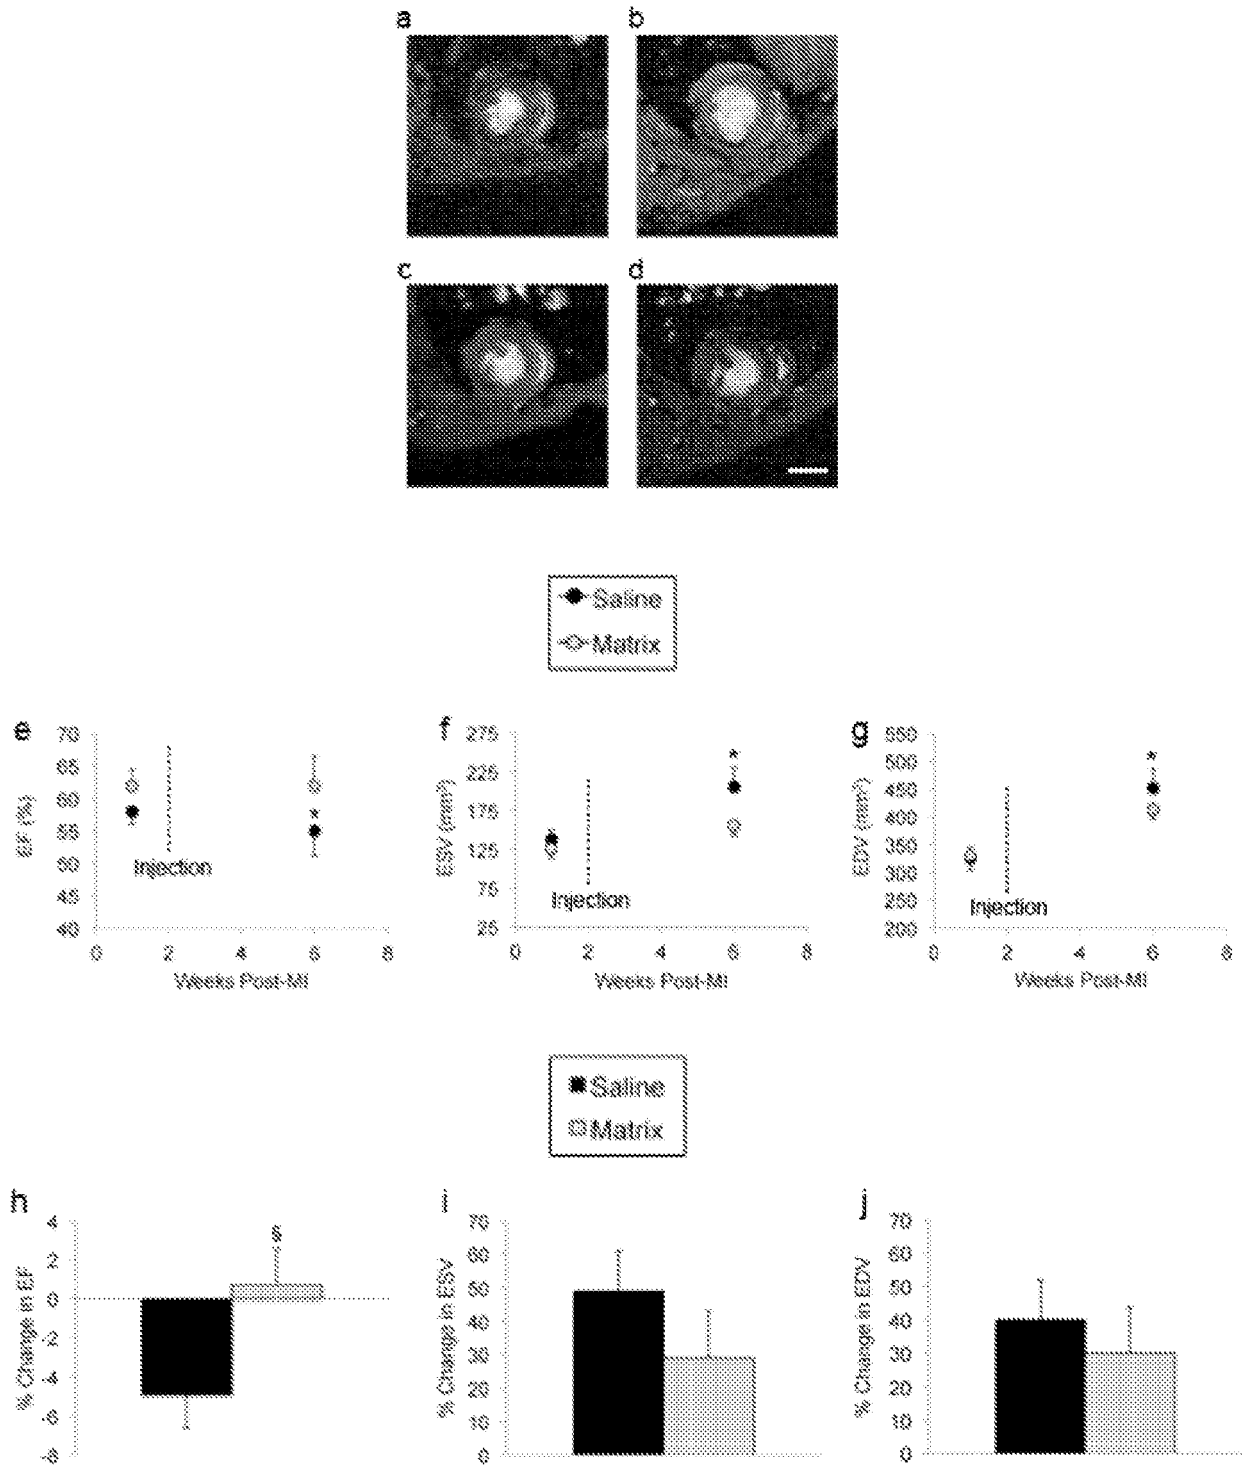 a b
c d
Saline
Matrix
e f g
70
65
60
55
50
45
40
EF (%)
*
Injection
0 2 4 6 8
Weeks Post-MI
275
225
175
125
75
25
ESV (mm³)
*
Injection
0 2 4 6 8
Weeks Post-MI
550
500
450
400
350
300
250
200
EDV (mm³)
*
Injection
0 2 4 6 8
Weeks Post-MI
Saline
Matrix
h i j
4
2
0
-2
-4
-6
-8
% Change in EF
§
70
60
50
40
30
20
10
0
% Change in ESV
70
60
50
40
30
20
10
0
% Change in EDV